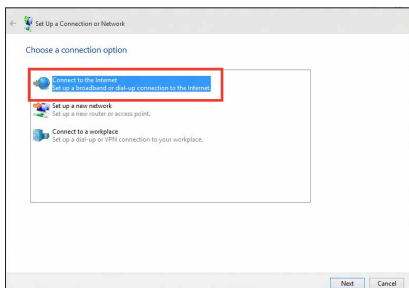 Set Up a Connection or Network
Choose a connection option
Connect to the Internet
Set up a broadband or dial-up connection to the Internet.
Set up a new network
Set up a new router or access point.
Connect to a workplace
Set up a dial-up or VPN connection to your workplace.
Next Cancel